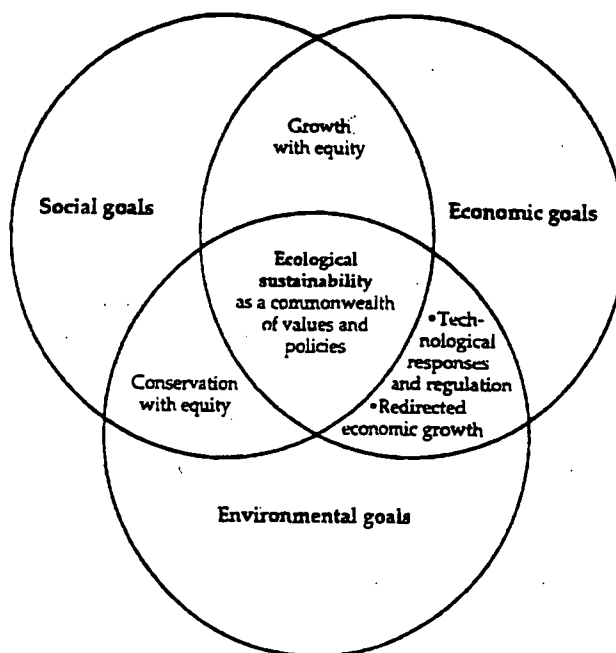 Growth
with equity
Social goals
Economic goals
Ecological
sustainability
as a commonwealth
of values and
policies
•Tech-
nological
responses
and regulation
•Redirected
economic growth
Conservation
with equity
Environmental goals